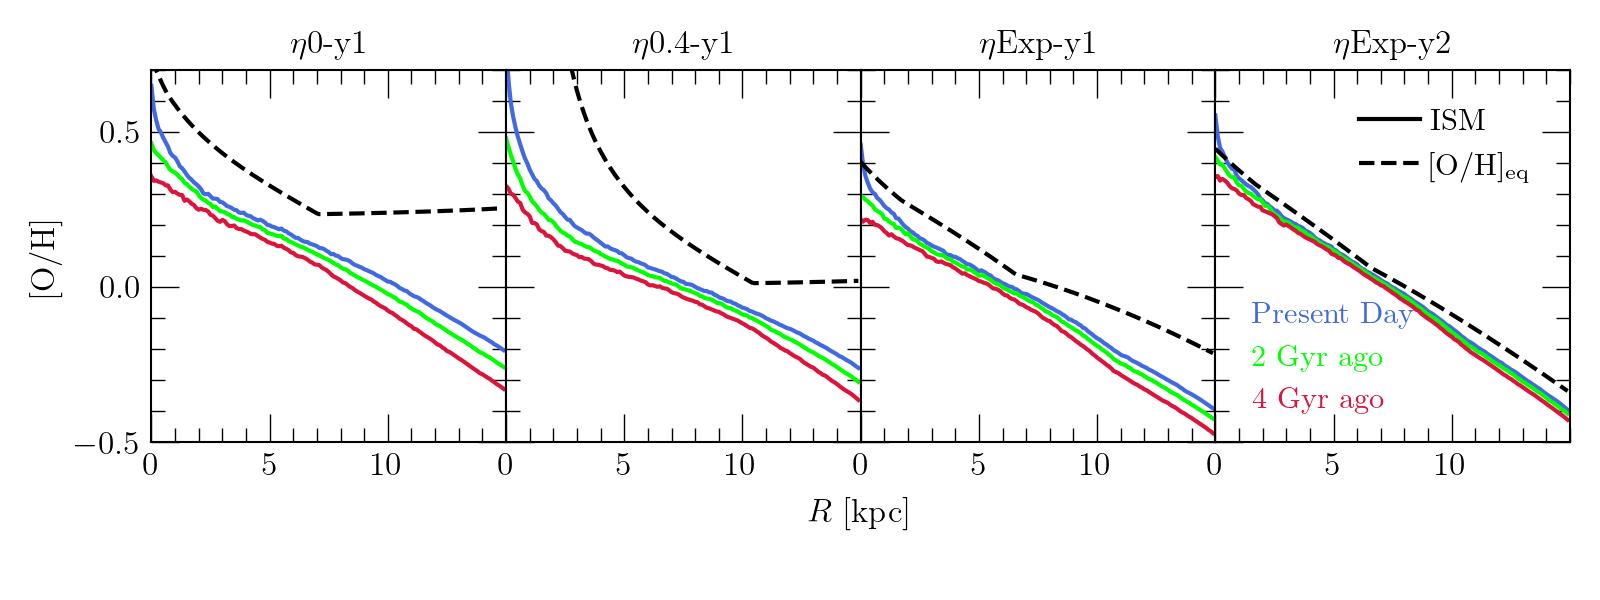 η0-y1 η0.4-y1 ηExp-y1 ηExp-y2
[O/H]
0.5
0.0
−0.5
ISM
[O/H]eq
Present Day
2 Gyr ago
4 Gyr ago
0 5 10 0 5 10 0 5 10 0 5 10
R [kpc]